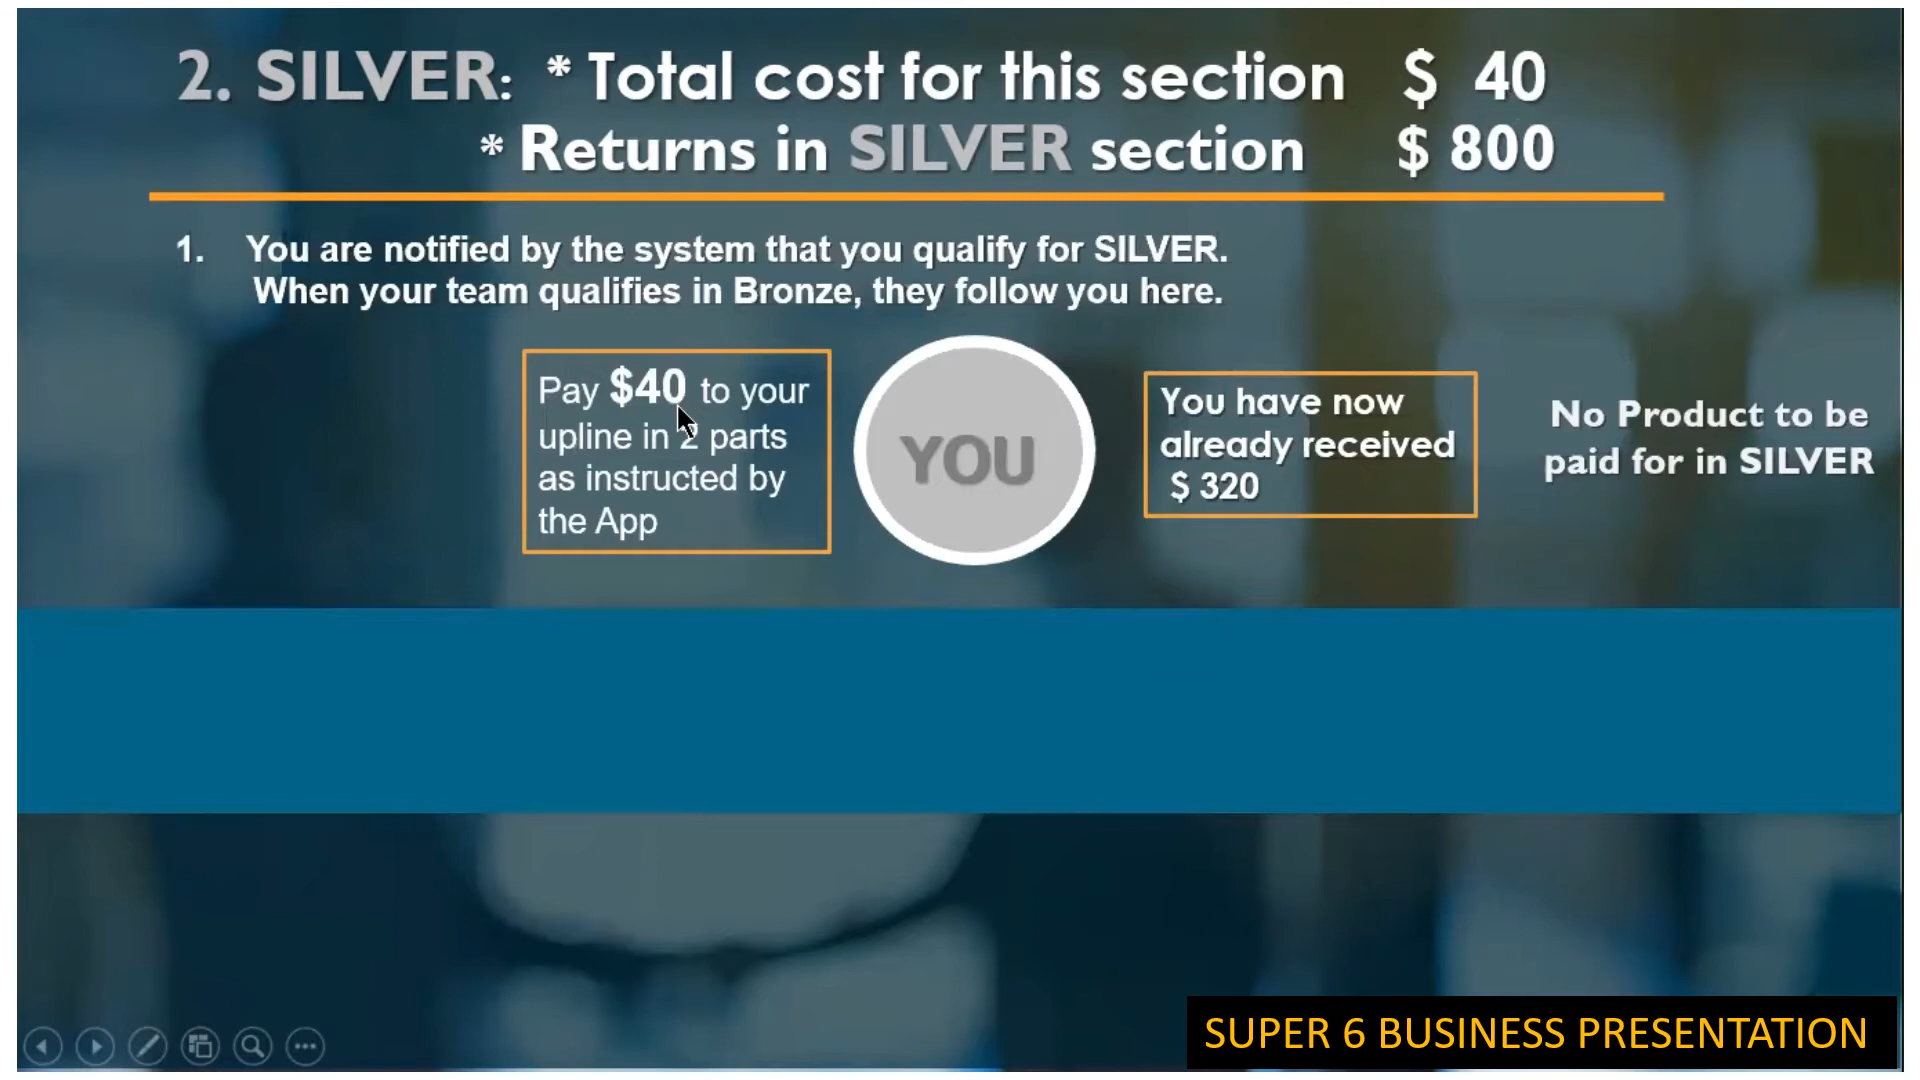 2. SILVER: * Total cost for this section $ 40
* Returns in SILVER section $ 800
1. You are notified by the system that you qualify for SILVER.
When your team qualifies in Bronze, they follow you here.
Pay $40 to your
upline in 2 parts
as instructed by
the App
YOU
You have now
already received
$ 320
No Product to be
paid for in SILVER
SUPER 6 BUSINESS PRESENTATION